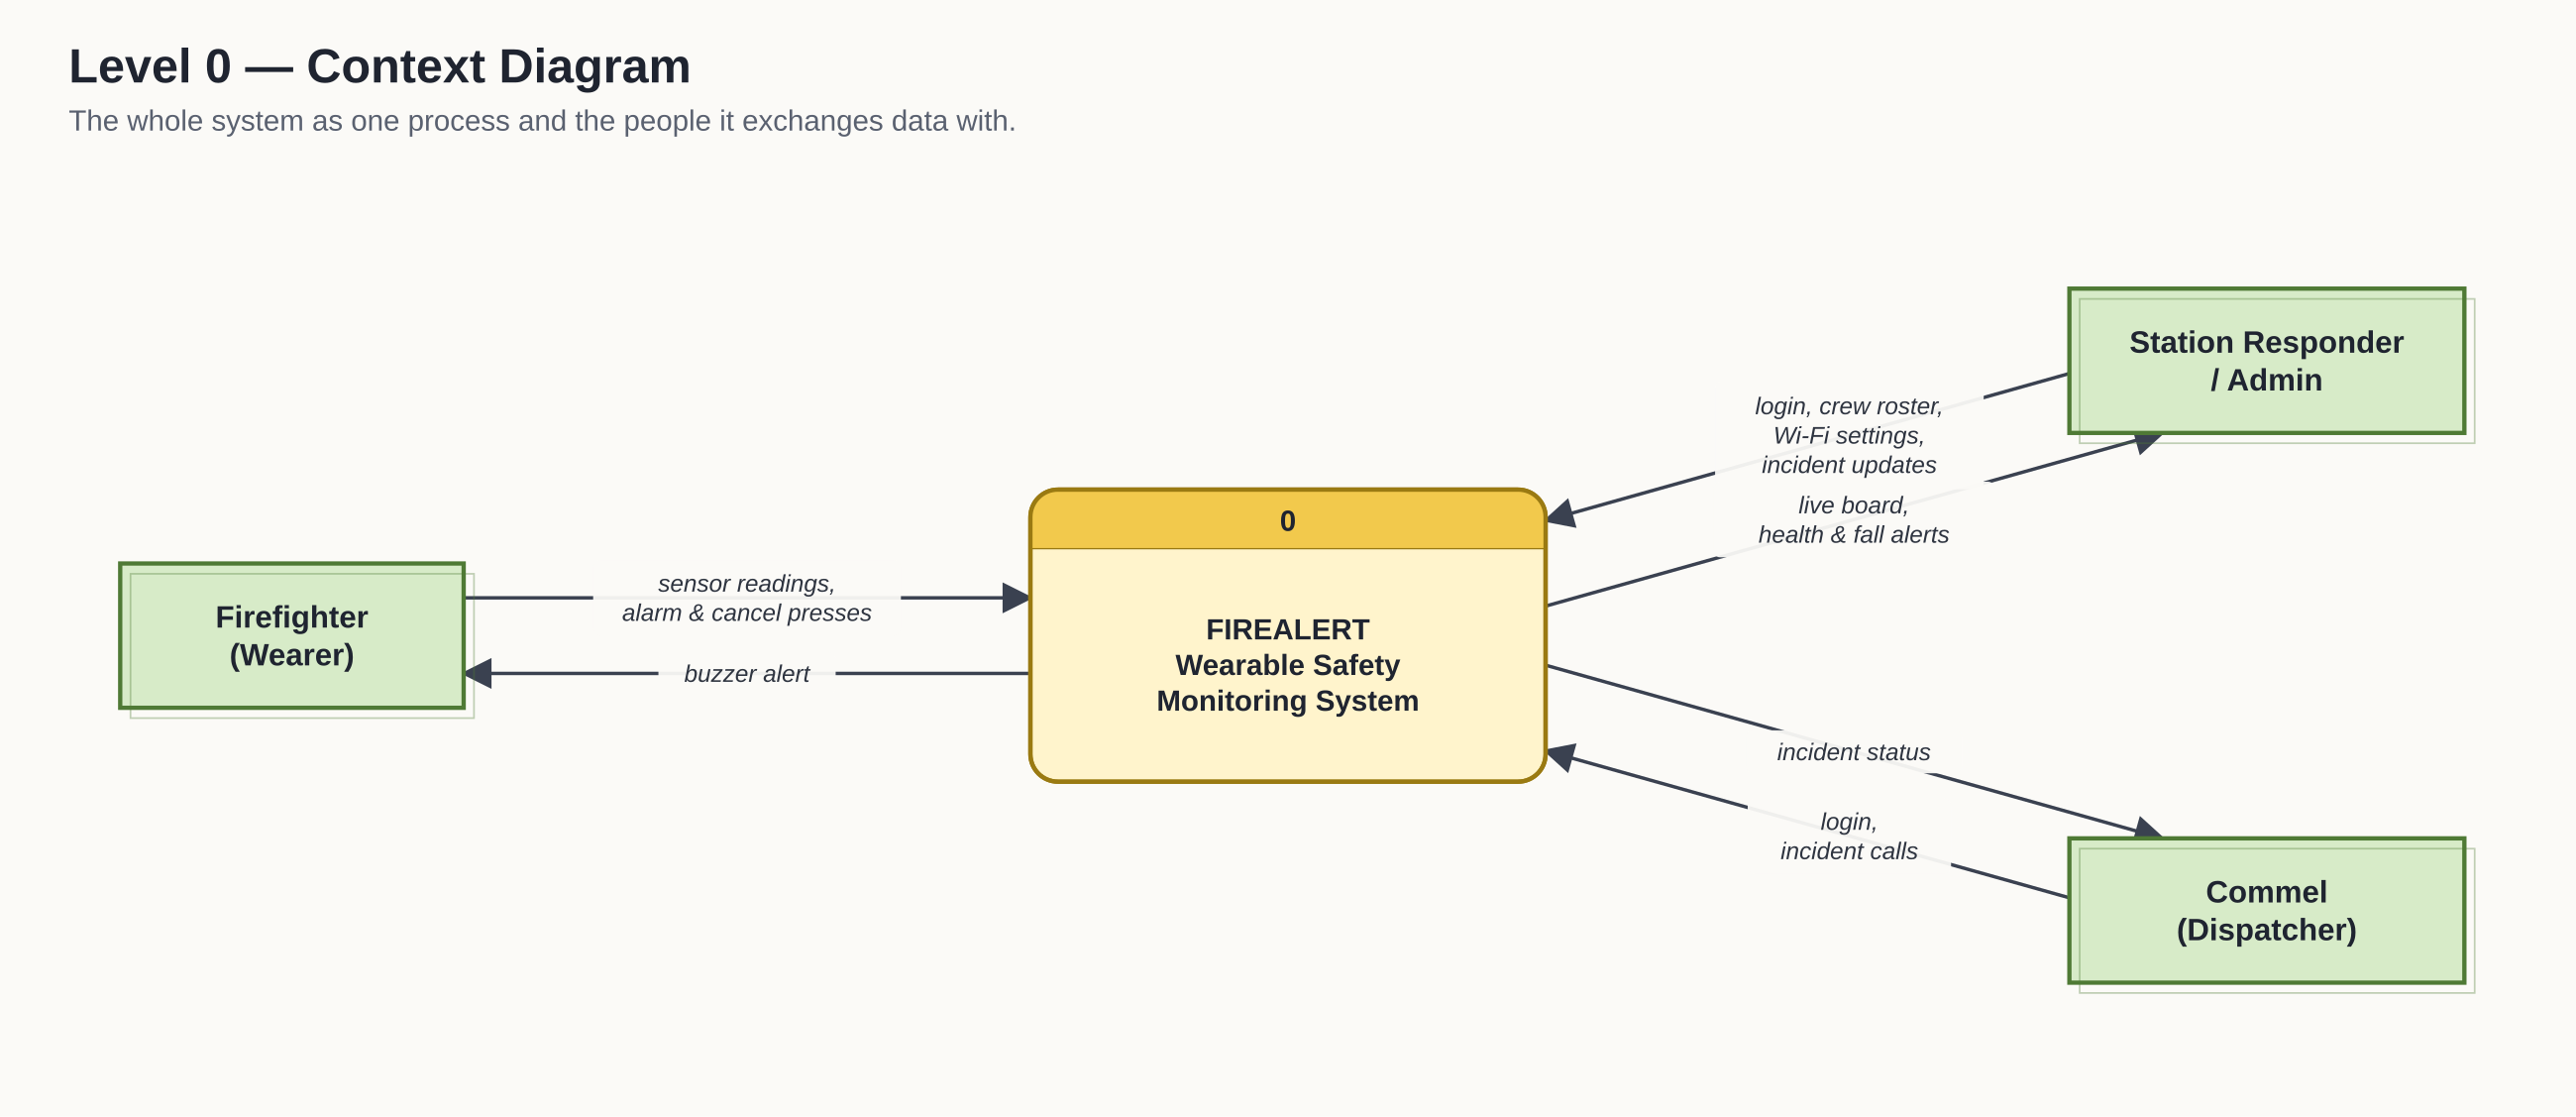 Level 0 — Context Diagram
The whole system as one process and the people it exchanges data with.
Station Responder
/ Admin
login, crew roster,
Wi-Fi settings,
incident updates
live board,
health & fall alerts
0
FIREALERT
Wearable Safety
Monitoring System
Firefighter
(Wearer)
sensor readings,
alarm & cancel presses
buzzer alert
incident status
login,
incident calls
Commel
(Dispatcher)